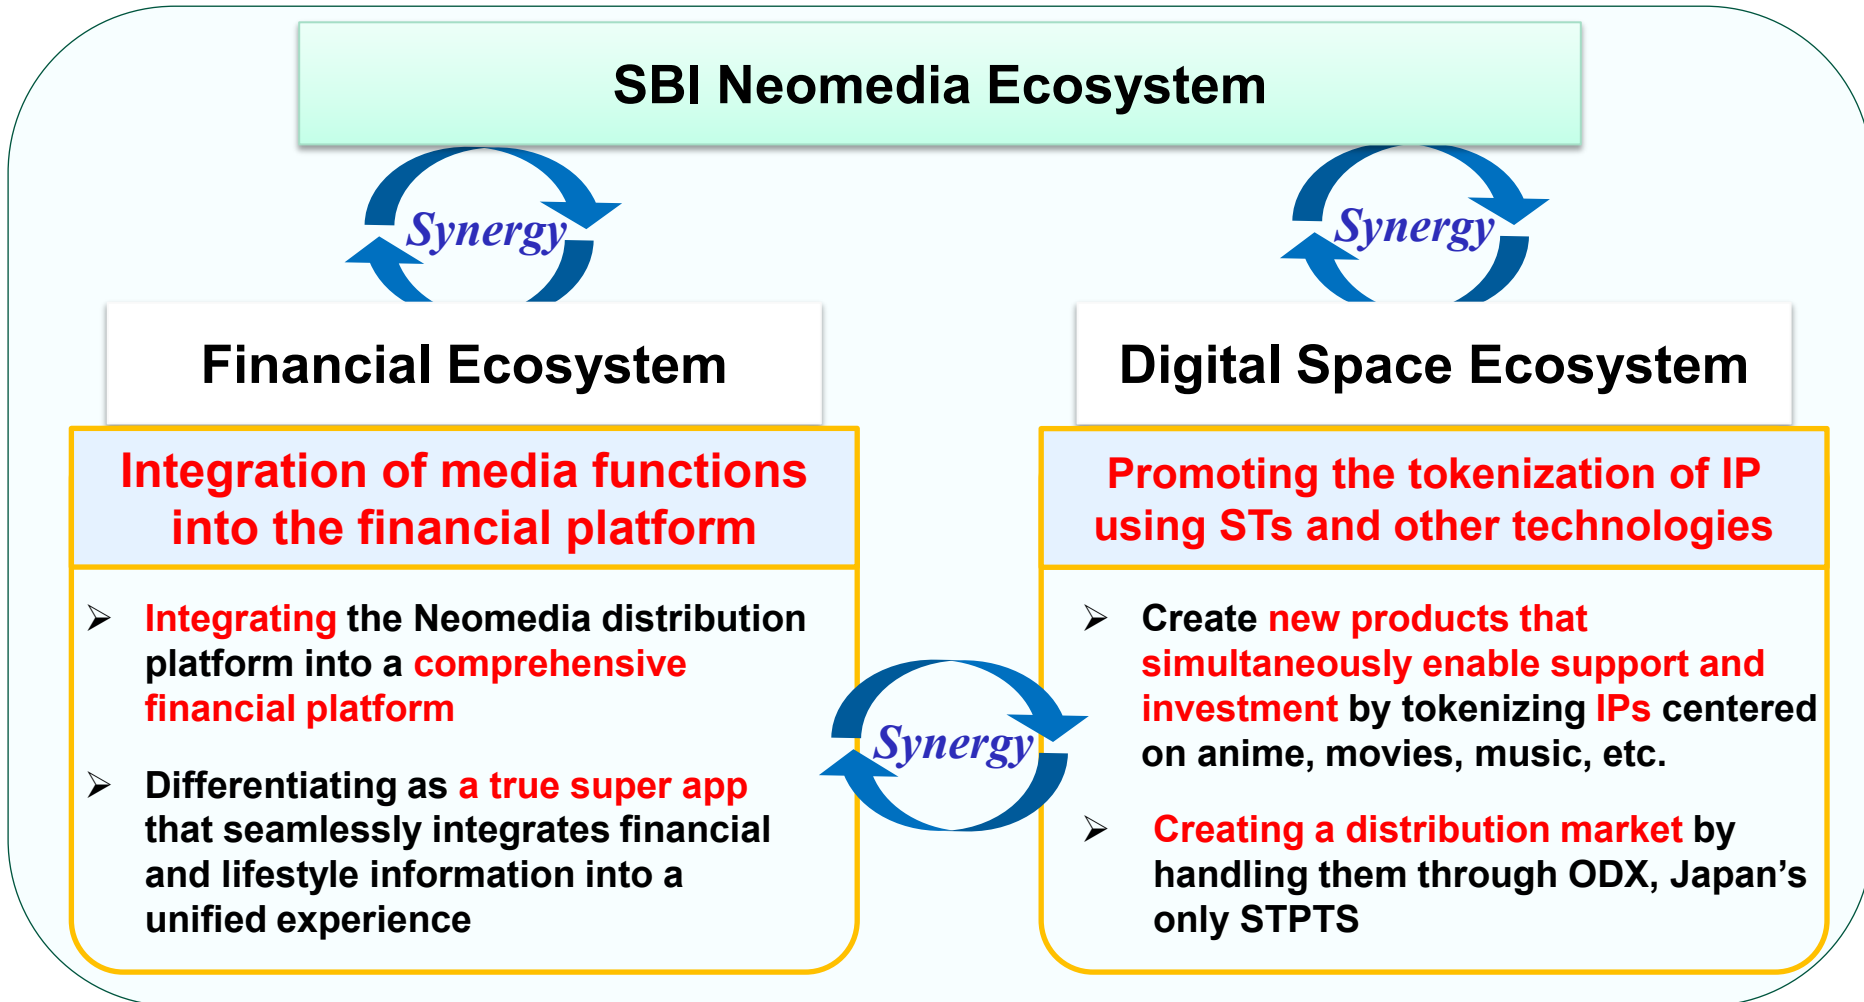 SBI Neomedia Ecosystem
Synergy
Synergy
Financial Ecosystem
Integration of media functions
into the financial platform
➢ Integrating the Neomedia distribution
platform into a comprehensive
financial platform
➢ Differentiating as a true super app
that seamlessly integrates financial
and lifestyle information into a
unified experience
Synergy
Digital Space Ecosystem
Promoting the tokenization of IP
using STs and other technologies
➢ Create new products that
simultaneously enable support and
investment by tokenizing IPs centered
on anime, movies, music, etc.
➢ Creating a distribution market by
handling them through ODX, Japan’s
only STPTS